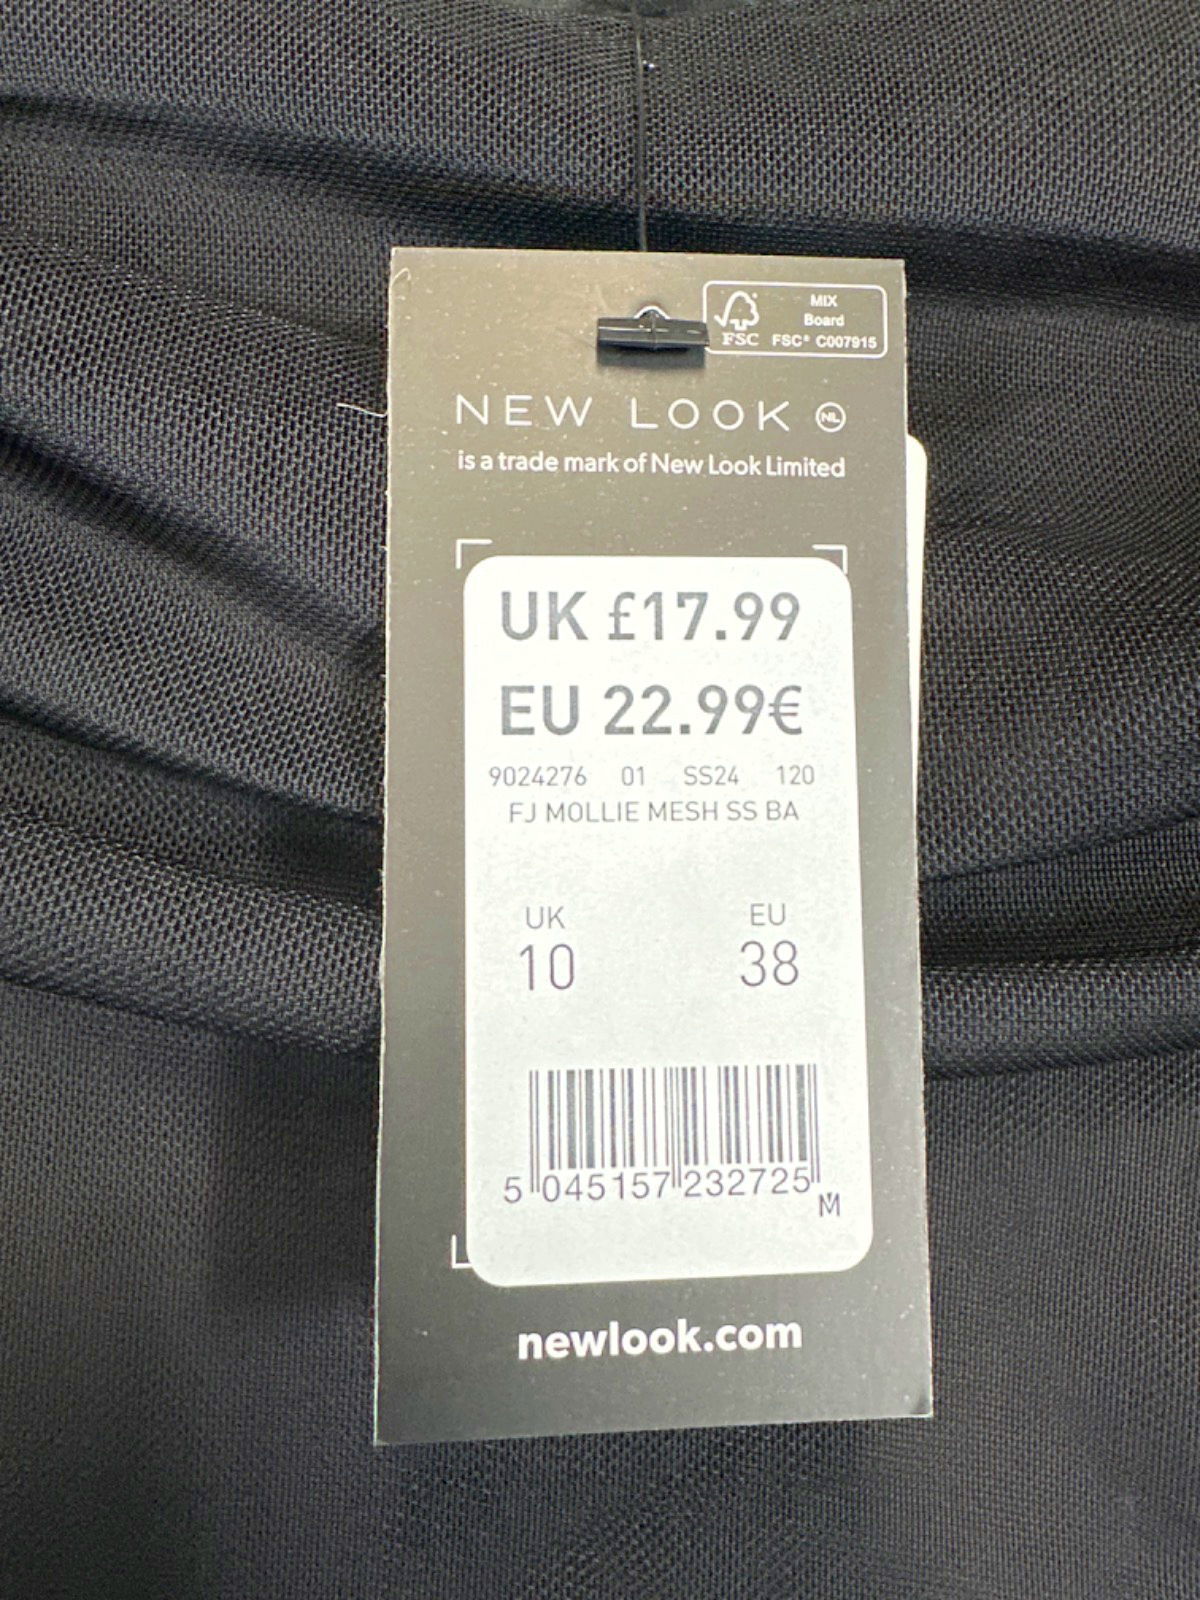 MIX
Board
FSC FSC® C007915
NEW LOOK NL
is a trade mark of New Look Limited
UK £17.99
EU 22.99€
9024276 01 SS24 120
FJ MOLLIE MESH SS BA
UK EU
10 38
5 045157 232725
M
newlook.com